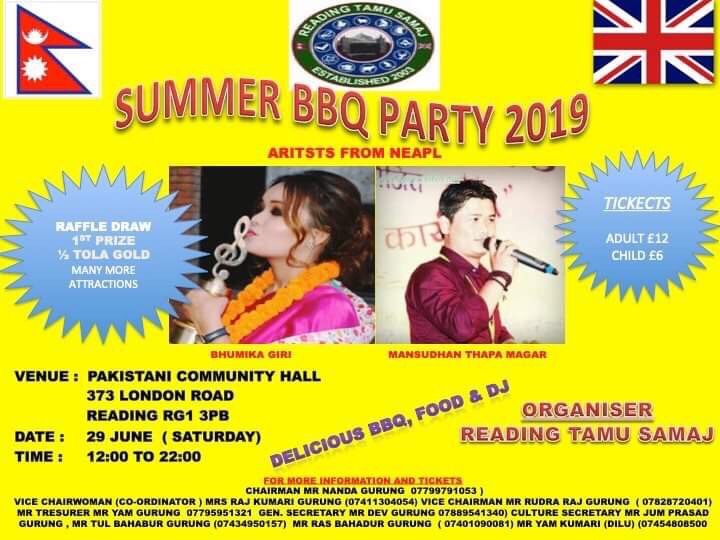 READING TAMU SAMAJ
ESTABLISHED 2003
SUMMER BBQ PARTY 2019
ARITSTS FROM NEAPL
RAFFLE DRAW
1ST PRIZE
½ TOLA GOLD
MANY MORE
ATTRACTIONS
TICKECTS
ADULT £12
CHILD £6
BHUMIKA GIRI
MANSUDHAN THAPA MAGAR
VENUE : PAKISTANI COMMUNITY HALL
373 LONDON ROAD
READING RG1 3PB
DATE : 29 JUNE ( SATURDAY)
TIME : 12:00 TO 22:00
DELICIOUS BBQ, FOOD & DJ
ORGANISER
READING TAMU SAMAJ
FOR MORE INFORMATION AND TICKETS
CHAIRMAN MR NANDA GURUNG 07799791053 )
VICE CHAIRWOMAN (CO-ORDINATOR ) MRS RAJ KUMARI GURUNG (07411304054) VICE CHAIRMAN MR RUDRA RAJ GURUNG ( 07828720401)
MR TRESURER MR YAM GURUNG 07795951321 GEN. SECRETARY MR DEV GURUNG 07889541340) CULTURE SECRETARY MR JUM PRASAD
GURUNG , MR TUL BAHABUR GURUNG (07434950157) MR RAS BAHADUR GURUNG ( 07401090081) MR YAM KUMARI (DILU) (07454808500